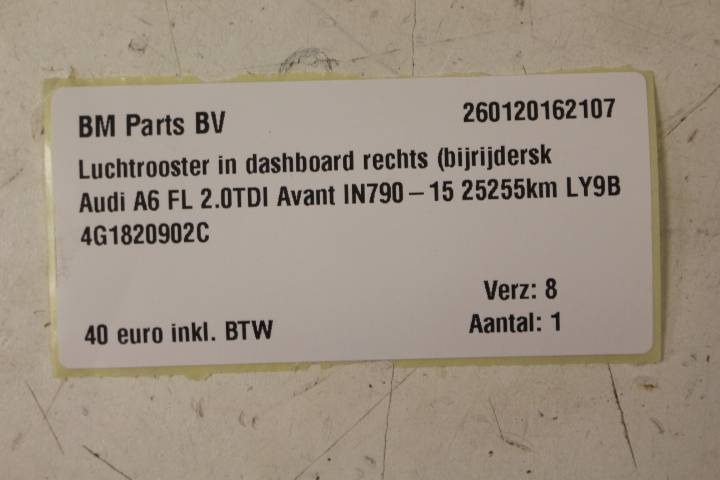 BM Parts BV 260120162107
Luchtrooster in dashboard rechts (bijrijdersk
Audi A6 FL 2.0TDI Avant IN790-15 25255km LY9B
4G1820902C
Verz: 8
40 euro inkl. BTW Aantal: 1